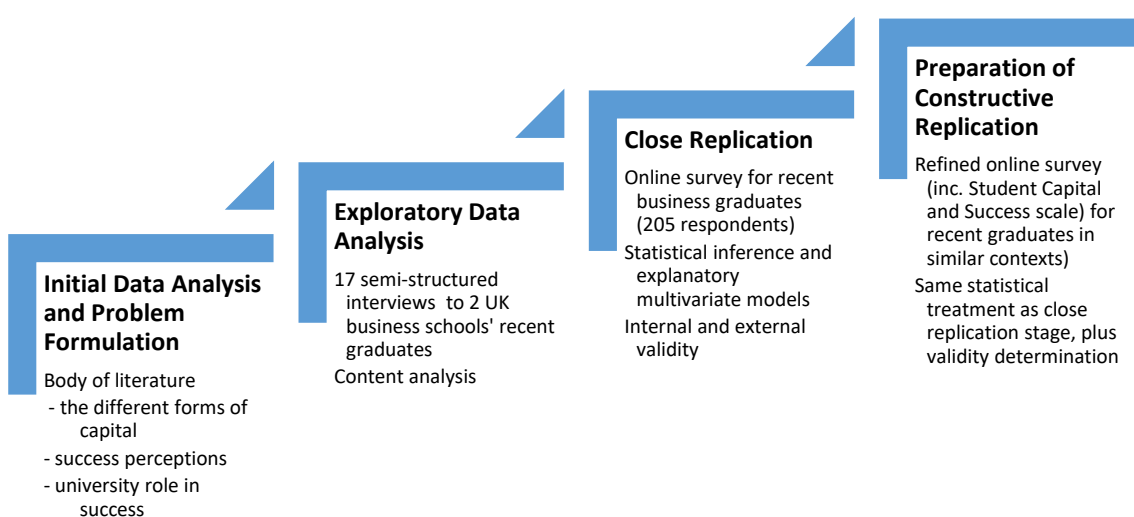 Initial Data Analysis
and Problem
Formulation
Body of literature
- the different forms of
capital
- success perceptions
- university role in
success
Exploratory Data
Analysis
17 semi-structured
interviews to 2 UK
business schools' recent
graduates
Content analysis
Close Replication
Online survey for recent
business graduates
(205 respondents)
Statistical inference and
explanatory
multivariate models
Internal and external
validity
Preparation of
Constructive
Replication
Refined online survey
(inc. Student Capital
and Success scale) for
recent graduates in
similar contexts)
Same statistical
treatment as close
replication stage, plus
validity determination